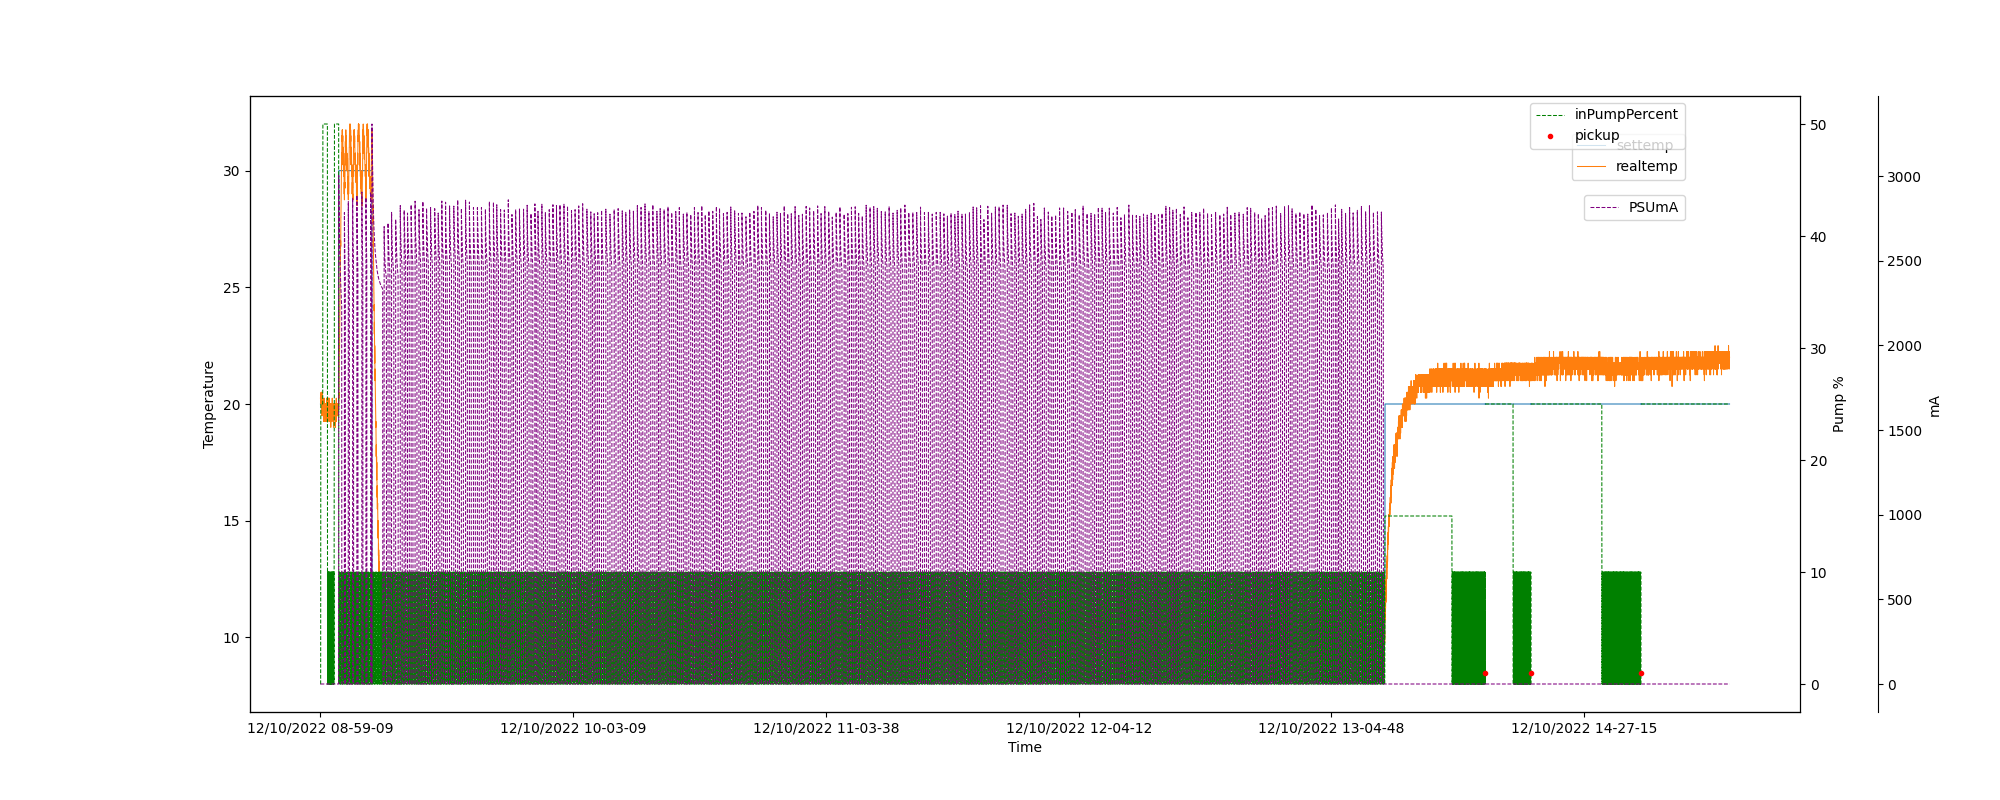 inPumpPercent
pickup
settemp
realtemp
PSUmA
30
25
20
15
10
Temperature
50
40
30
20
10
0
Pump %
3000
2500
2000
1500
1000
500
0
mA
12/10/2022 08-59-09
12/10/2022 10-03-09
12/10/2022 11-03-38
12/10/2022 12-04-12
12/10/2022 13-04-48
12/10/2022 14-27-15
Time